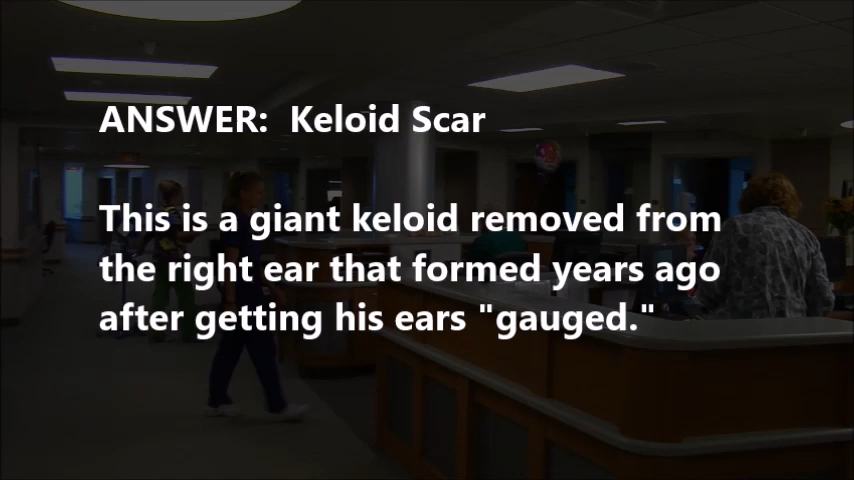 ANSWER:  Keloid Scar
This is a giant keloid removed from
the right ear that formed years ago
after getting his ears "gauged."